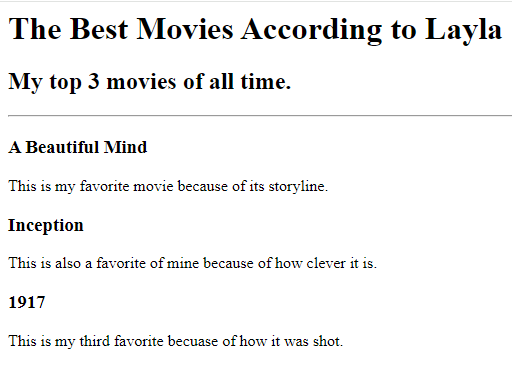 The Best Movies According to Layla
My top 3 movies of all time.
A Beautiful Mind
This is my favorite movie because of its storyline.
Inception
This is also a favorite of mine because of how clever it is.
1917
This is my third favorite becuase of how it was shot.